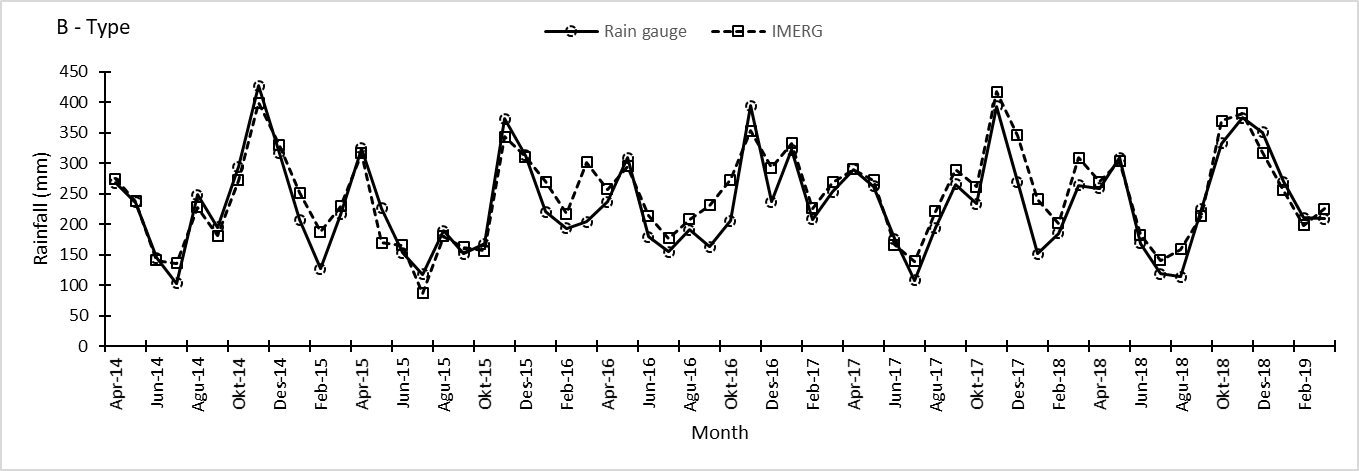 B - Type
Rain gauge
IMERG
450
400
350
300
250
200
150
100
50
0
Rainfall (mm)
Apr-14
Jun-14
Agu-14
Okt-14
Des-14
Feb-15
Apr-15
Jun-15
Agu-15
Okt-15
Des-15
Feb-16
Apr-16
Jun-16
Agu-16
Okt-16
Des-16
Feb-17
Apr-17
Jun-17
Agu-17
Okt-17
Des-17
Feb-18
Apr-18
Jun-18
Agu-18
Okt-18
Des-18
Feb-19
Month